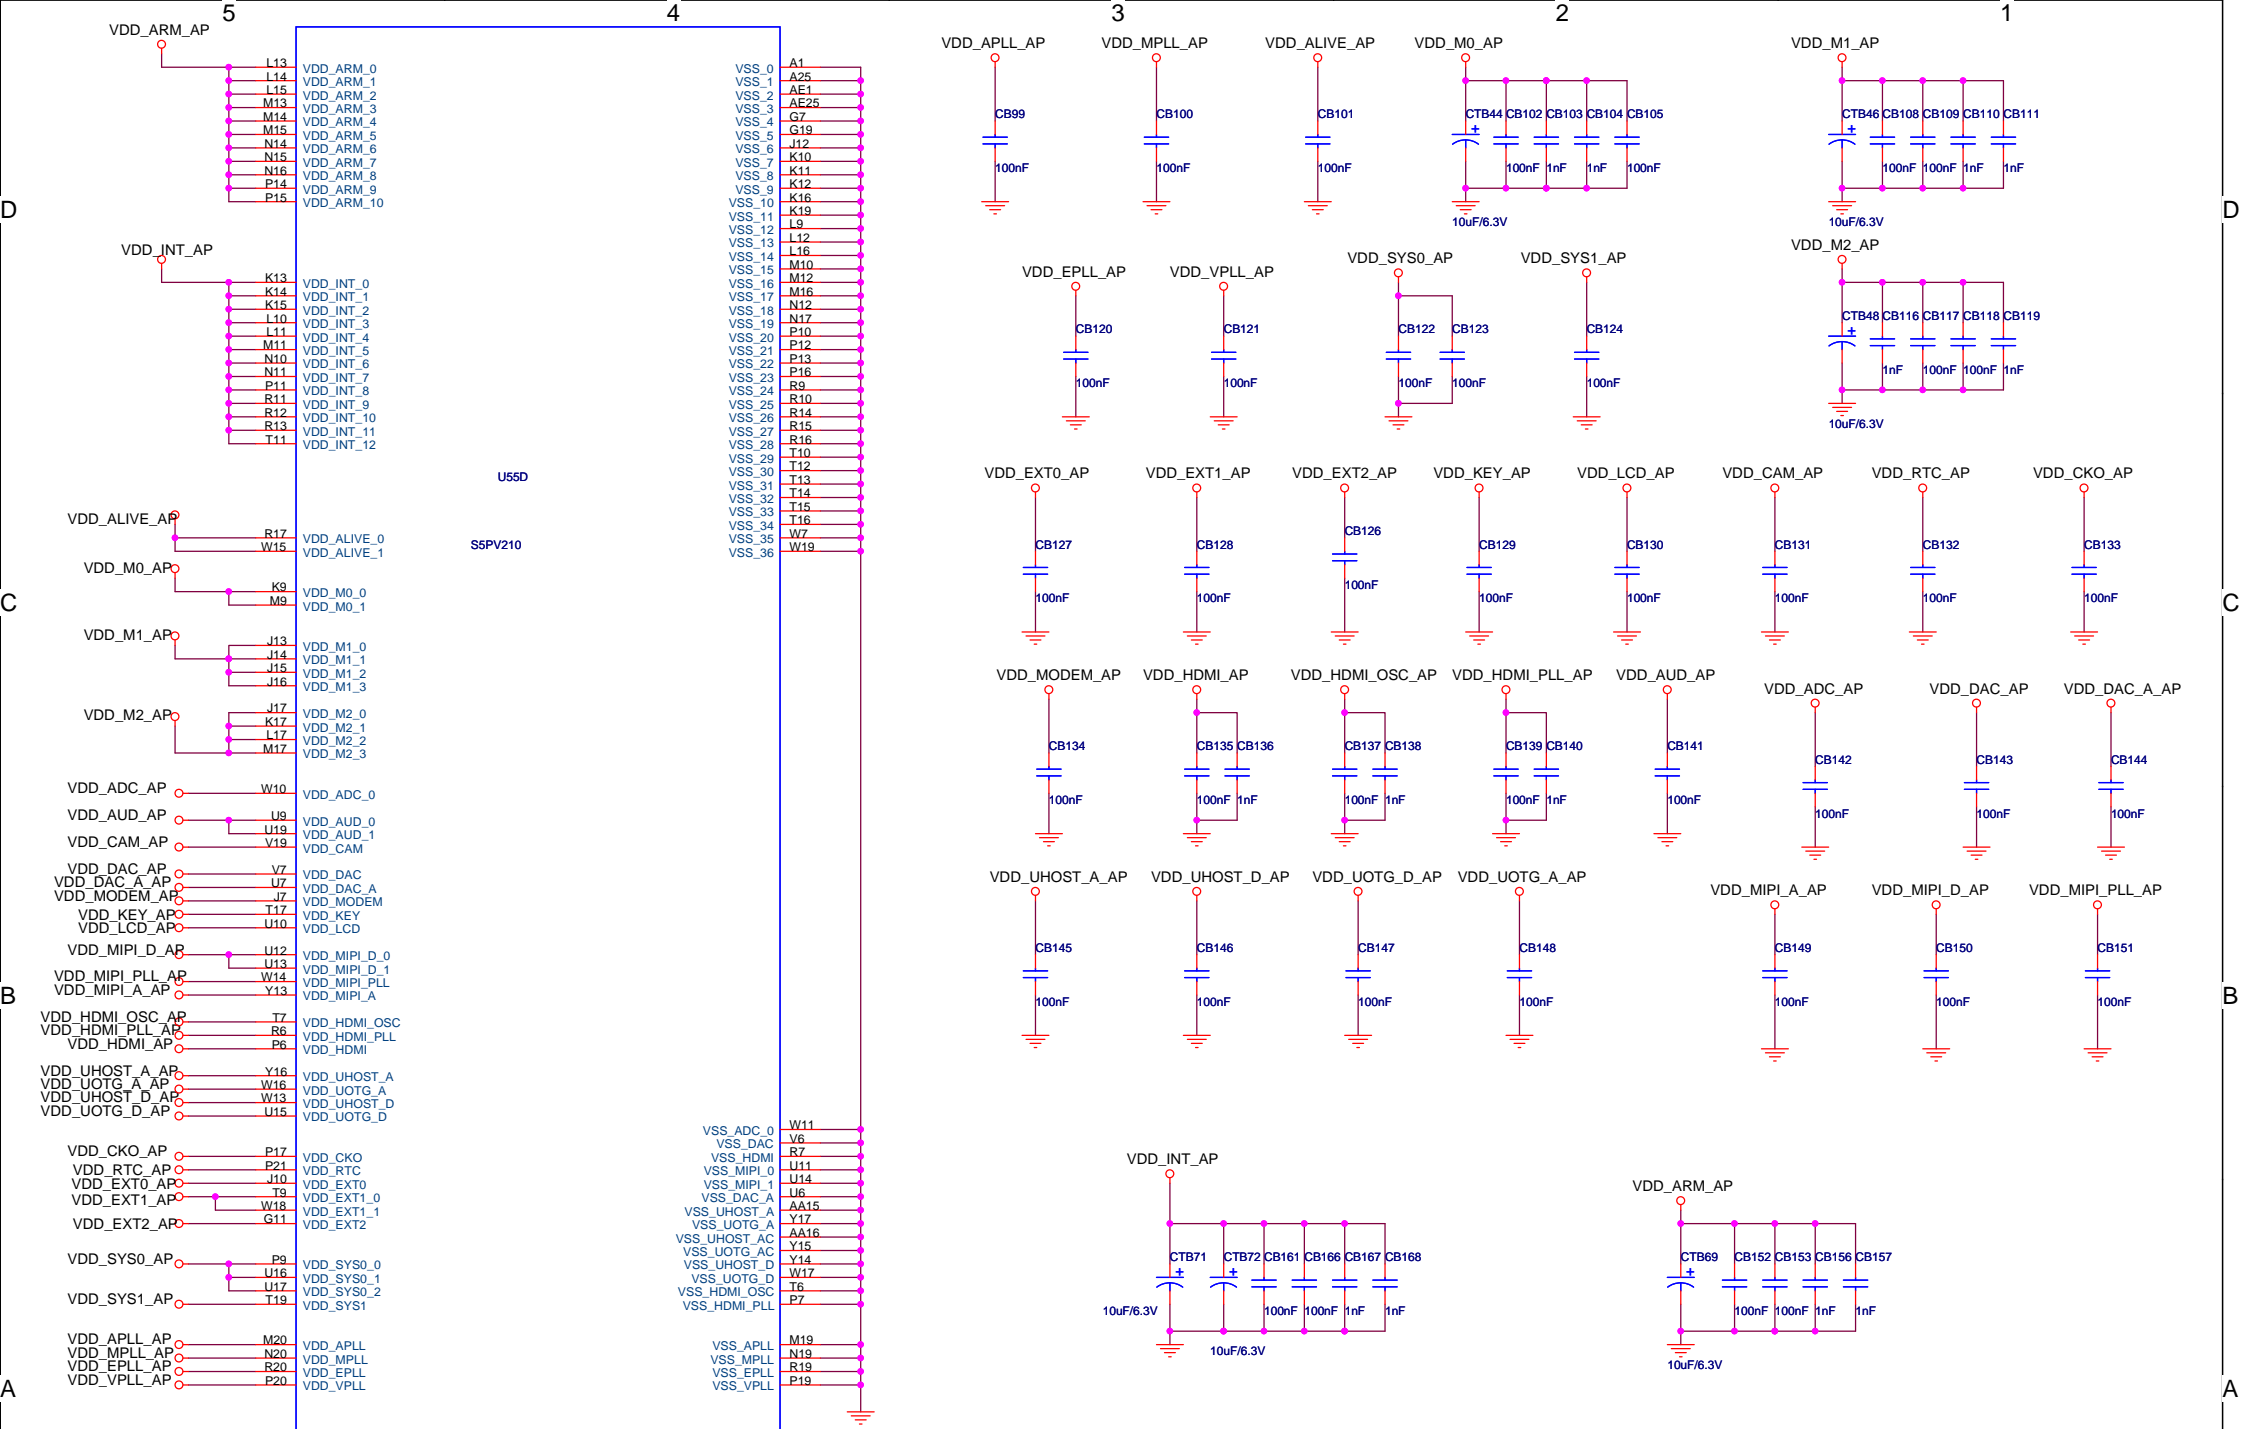 5 4 3 2 1
D
C
B
A
D
C
B
A
VDD_ARM_AP
L13 VDD_ARM_0
L14 VDD_ARM_1
L15 VDD_ARM_2
M13 VDD_ARM_3
M14 VDD_ARM_4
M15 VDD_ARM_5
N14 VDD_ARM_6
N15 VDD_ARM_7
N16 VDD_ARM_8
P14 VDD_ARM_9
P15 VDD_ARM_10
VDD_INT_AP
K13 VDD_INT_0
K14 VDD_INT_1
K15 VDD_INT_2
L10 VDD_INT_3
L11 VDD_INT_4
M11 VDD_INT_5
N10 VDD_INT_6
N11 VDD_INT_7
P11 VDD_INT_8
R11 VDD_INT_9
R12 VDD_INT_10
R13 VDD_INT_11
T11 VDD_INT_12
U55D
S5PV210
VDD_ALIVE_AP
R17 VDD_ALIVE_0
W15 VDD_ALIVE_1
VDD_M0_AP
K9 VDD_M0_0
M9 VDD_M0_1
VDD_M1_AP
J13 VDD_M1_0
J14 VDD_M1_1
J15 VDD_M1_2
J16 VDD_M1_3
VDD_M2_AP
J17 VDD_M2_0
K17 VDD_M2_1
L17 VDD_M2_2
M17 VDD_M2_3
VDD_ADC_AP W10 VDD_ADC_0
VDD_AUD_AP U9 VDD_AUD_0
U19 VDD_AUD_1
VDD_CAM_AP V19 VDD_CAM
VDD_DAC_AP V7 VDD_DAC
VDD_DAC_A_AP U7 VDD_DAC_A
VDD_MODEM_AP J7 VDD_MODEM
VDD_KEY_AP T17 VDD_KEY
VDD_LCD_AP U10 VDD_LCD
VDD_MIPI_D_AP U12 VDD_MIPI_D_0
U13 VDD_MIPI_D_1
VDD_MIPI_PLL_AP W14 VDD_MIPI_PLL
VDD_MIPI_A_AP Y13 VDD_MIPI_A
VDD_HDMI_OSC_AP T7 VDD_HDMI_OSC
VDD_HDMI_PLL_AP R6 VDD_HDMI_PLL
VDD_HDMI_AP P6 VDD_HDMI
VDD_UHOST_A_AP Y16 VDD_UHOST_A
VDD_UOTG_A_AP W16 VDD_UOTG_A
VDD_UHOST_D_AP W13 VDD_UHOST_D
VDD_UOTG_D_AP U15 VDD_UOTG_D
VDD_CKO_AP P17 VDD_CKO
VDD_RTC_AP P21 VDD_RTC
VDD_EXT0_AP J10 VDD_EXT0
VDD_EXT1_AP T9 VDD_EXT1_0
W18 VDD_EXT1_1
VDD_EXT2_AP G11 VDD_EXT2
VDD_SYS0_AP P9 VDD_SYS0_0
U16 VDD_SYS0_1
U17 VDD_SYS0_2
VDD_SYS1_AP T19 VDD_SYS1
VDD_APLL_AP M20 VDD_APLL
VDD_MPLL_AP N20 VDD_MPLL
VDD_EPLL_AP R20 VDD_EPLL
VDD_VPLL_AP P20 VDD_VPLL
VSS_0 A1
VSS_1 A25
VSS_2 AE1
VSS_3 AE25
VSS_4 G7
VSS_5 G19
VSS_6 J12
VSS_7 K10
VSS_8 K11
VSS_9 K12
VSS_10 K16
VSS_11 K19
VSS_12 L9
VSS_13 L12
VSS_14 L16
VSS_15 M10
VSS_16 M12
VSS_17 M16
VSS_18 N12
VSS_19 N17
VSS_20 P10
VSS_21 P12
VSS_22 P13
VSS_23 P16
VSS_24 R9
VSS_25 R10
VSS_26 R14
VSS_27 R15
VSS_28 R16
VSS_29 T10
VSS_30 T12
VSS_31 T13
VSS_32 T14
VSS_33 T15
VSS_34 T16
VSS_35 W7
VSS_36 W19
VSS_ADC_0 W11
VSS_DAC V6
VSS_HDMI R7
VSS_MIPI_0 U11
VSS_MIPI_1 U14
VSS_DAC_A U6
VSS_UHOST_A AA15
VSS_UOTG_A Y17
VSS_UHOST_AC AA16
VSS_UOTG_AC Y15
VSS_UHOST_D Y14
VSS_UOTG_D W17
VSS_HDMI_OSC T6
VSS_HDMI_PLL P7
VSS_APLL M19
VSS_MPLL N19
VSS_EPLL R19
VSS_VPLL P19
VDD_APLL_AP VDD_MPLL_AP VDD_ALIVE_AP VDD_M0_AP VDD_M1_AP
CB99 CB100 CB101 CTB44 CB102 CB103 CB104 CB105 CTB46 CB108 CB109 CB110 CB111
+ +
100nF 100nF 100nF 100nF 1nF 1nF 100nF 100nF 100nF 1nF 1nF
10uF/6.3V 10uF/6.3V
VDD_M2_AP
VDD_EPLL_AP VDD_VPLL_AP VDD_SYS0_AP VDD_SYS1_AP
CTB48 CB116 CB117 CB118 CB119
CB120 CB121 CB122 CB123 CB124
+
1nF 100nF 100nF 1nF
100nF 100nF 100nF 100nF 100nF
10uF/6.3V
VDD_EXT0_AP VDD_EXT1_AP VDD_EXT2_AP VDD_KEY_AP VDD_LCD_AP VDD_CAM_AP VDD_RTC_AP VDD_CKO_AP
CB127 CB128 CB126 CB129 CB130 CB131 CB132 CB133
100nF 100nF 100nF 100nF 100nF 100nF 100nF 100nF
VDD_MODEM_AP VDD_HDMI_AP VDD_HDMI_OSC_AP VDD_HDMI_PLL_AP VDD_AUD_AP VDD_ADC_AP VDD_DAC_AP VDD_DAC_A_AP
CB134 CB135 CB136 CB137 CB138 CB139 CB140 CB141 CB142 CB143 CB144
100nF 100nF 1nF 100nF 1nF 100nF 1nF 100nF 100nF 100nF 100nF
VDD_UHOST_A_AP VDD_UHOST_D_AP VDD_UOTG_D_AP VDD_UOTG_A_AP VDD_MIPI_A_AP VDD_MIPI_D_AP VDD_MIPI_PLL_AP
CB145 CB146 CB147 CB148 CB149 CB150 CB151
100nF 100nF 100nF 100nF 100nF 100nF 100nF
VDD_INT_AP VDD_ARM_AP
CTB71 CTB72 CB161 CB166 CB167 CB168 CTB69 CB152 CB153 CB156 CB157
+ + +
10uF/6.3V 100nF 100nF 1nF 1nF 100nF 100nF 1nF 1nF
10uF/6.3V 10uF/6.3V